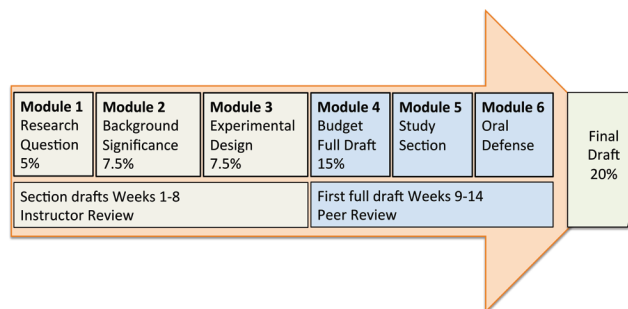 Module 1
Research
Question
5%
Module 2
Background
Significance
7.5%
Module 3
Experimental
Design
7.5%
Module 4
Budget
Full Draft
15%
Module 5
Study
Section
Module 6
Oral
Defense
Section drafts Weeks 1-8
Instructor Review
First full draft Weeks 9-14
Peer Review
Final
Draft
20%